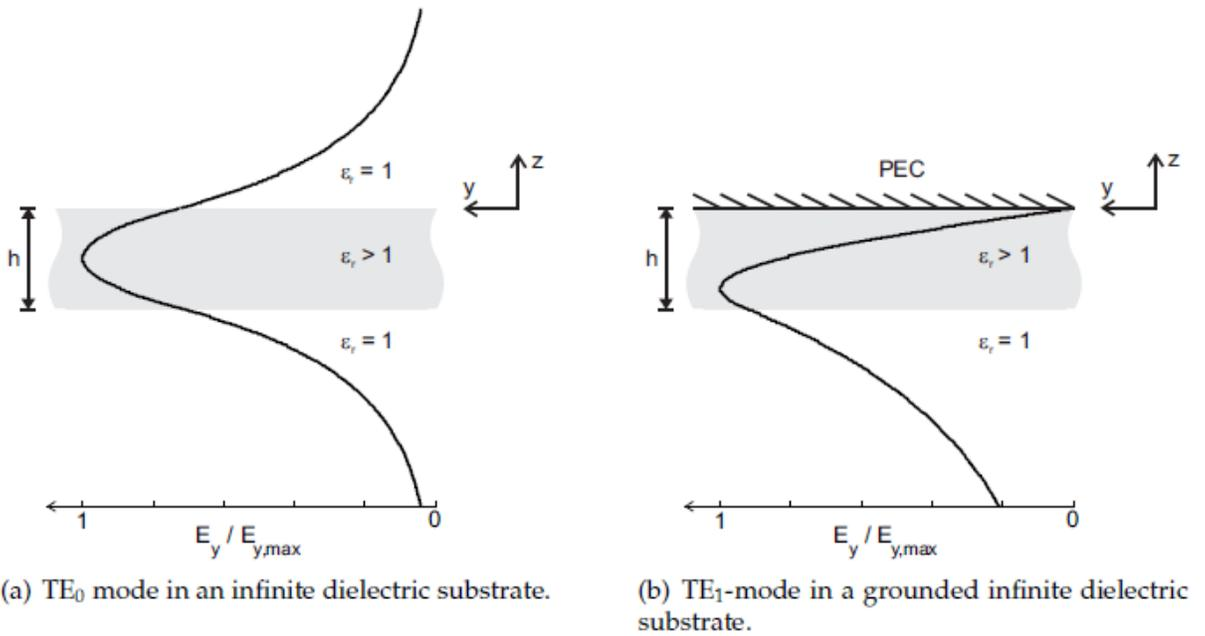 z
y
εr = 1
h
εr > 1
εr = 1
1
0
Ey / Ey,max
(a) TE0 mode in an infinite dielectric substrate.
PEC
z
y
h
εr > 1
εr = 1
1
0
Ey / Ey,max
(b) TE1-mode in a grounded infinite dielectric
substrate.